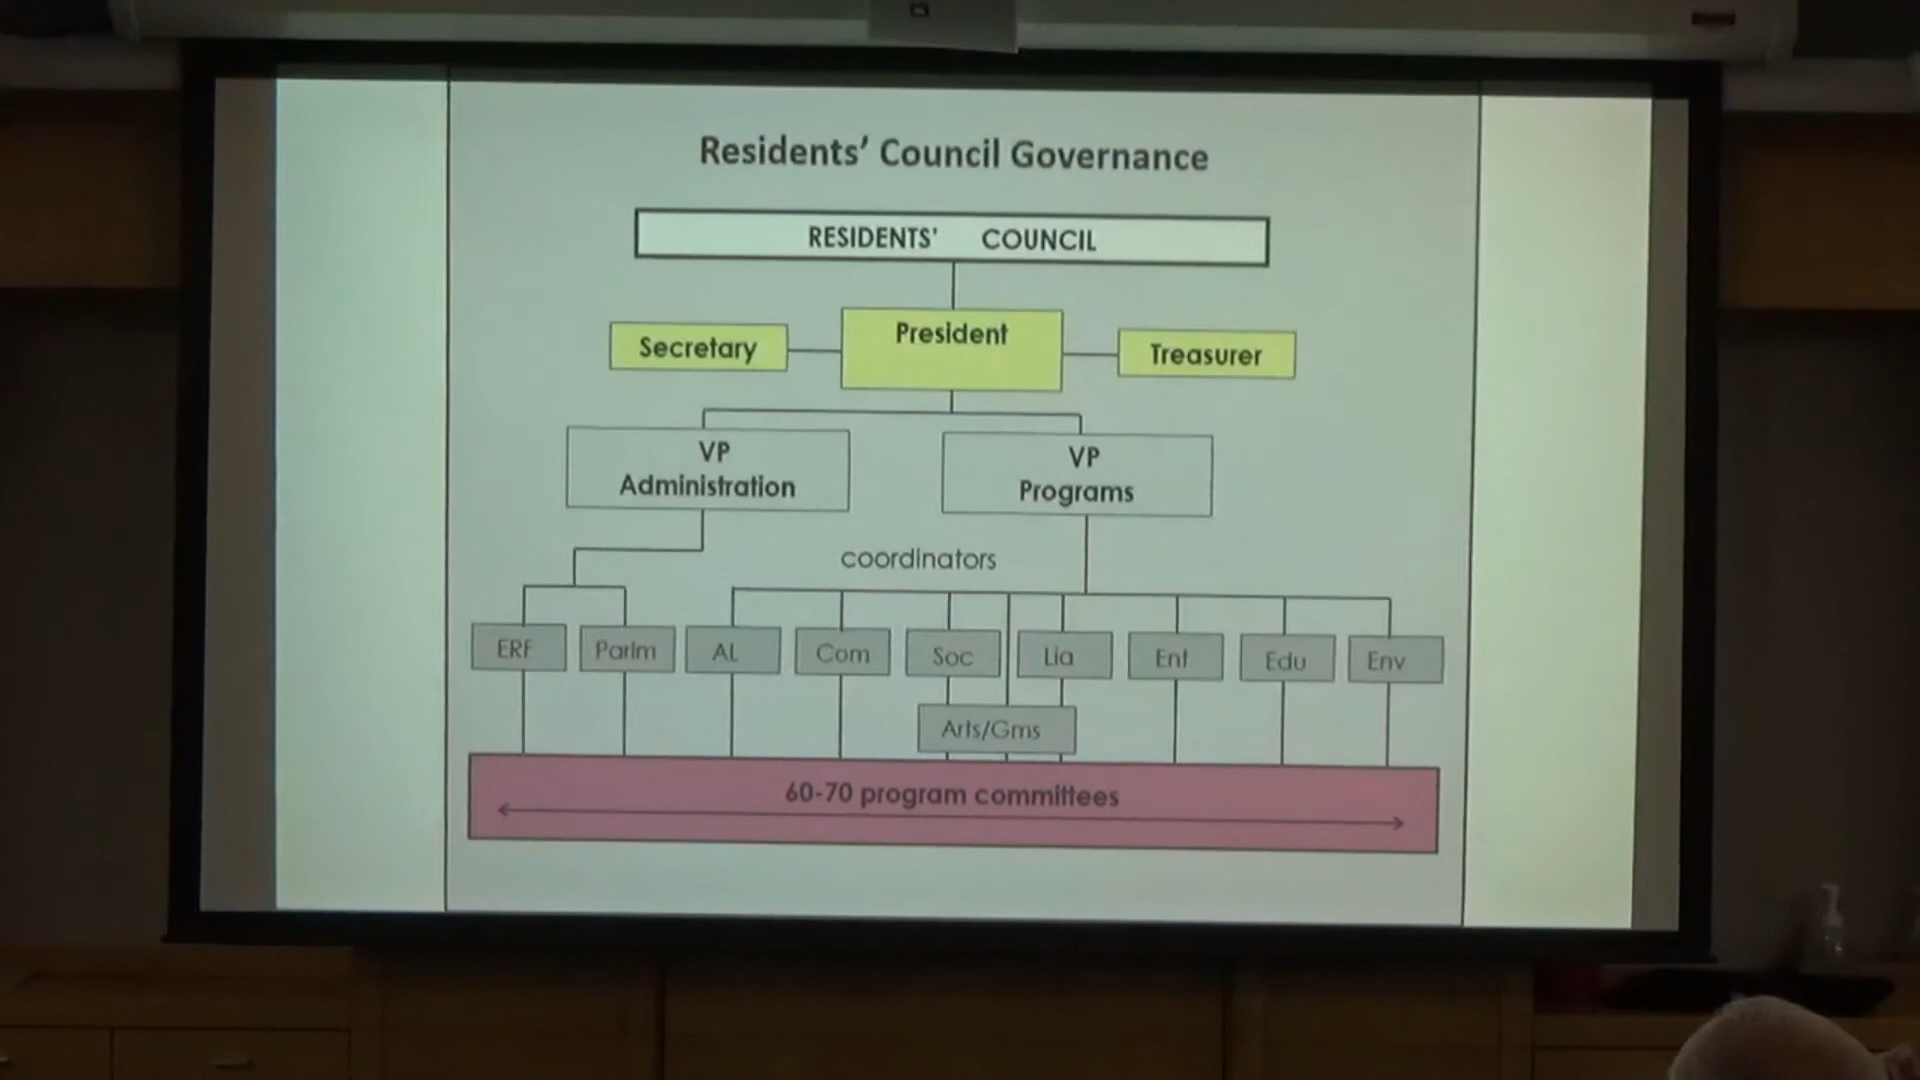 Residents' Council Governance
RESIDENTS' COUNCIL
President
Secretary
Treasurer
VP
Administration
VP
Programs
coordinators
ERF
Parlm
AL
Com
Soc
Lia
Ent
Edu
Env
Arts/Gms
60-70 program committees